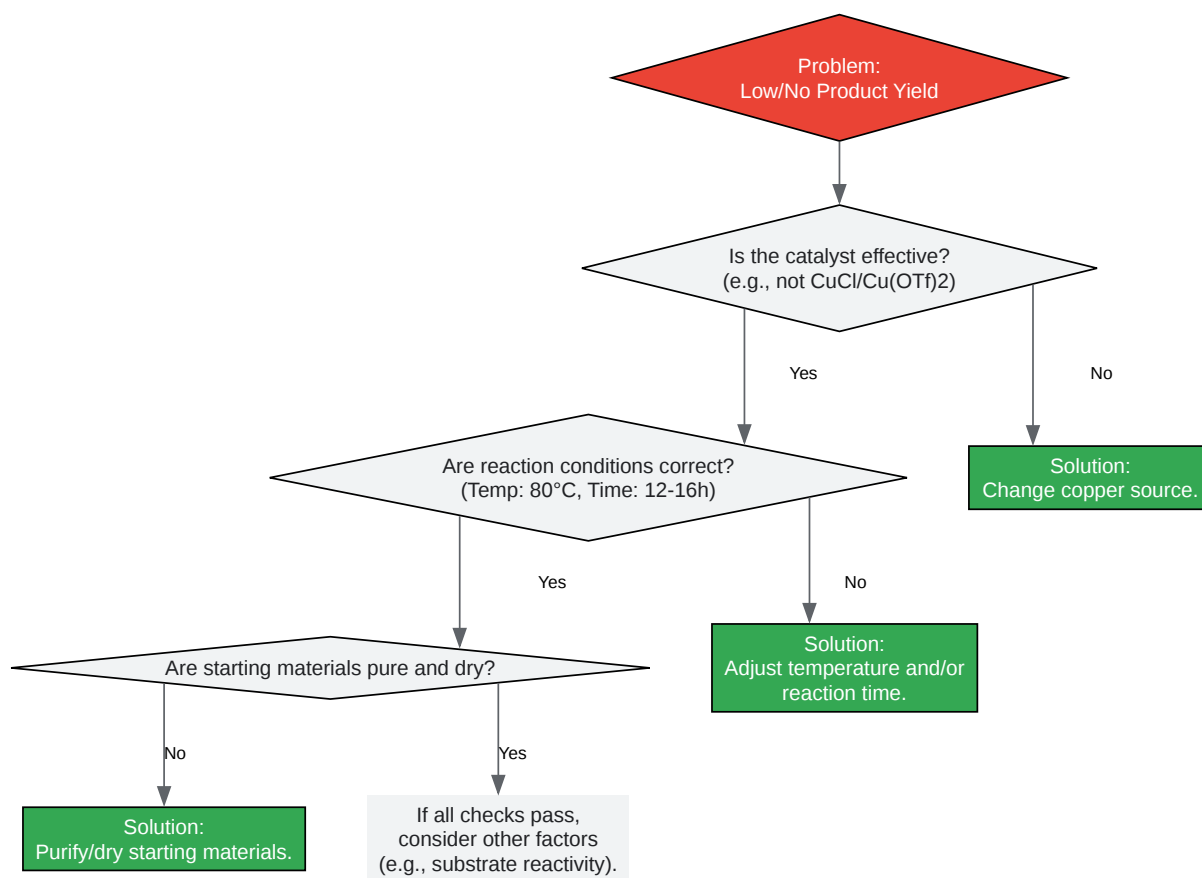 Problem:
Low/No Product Yield
Is the catalyst effective?
(e.g., not CuCl/Cu(OTf)2)
Yes
No
Are reaction conditions correct?
(Temp: 80°C, Time: 12-16h)
Solution:
Change copper source.
Yes
No
Are starting materials pure and dry?
Solution:
Adjust temperature and/or
reaction time.
No
Yes
Solution:
Purify/dry starting materials.
If all checks pass,
consider other factors
(e.g., substrate reactivity).